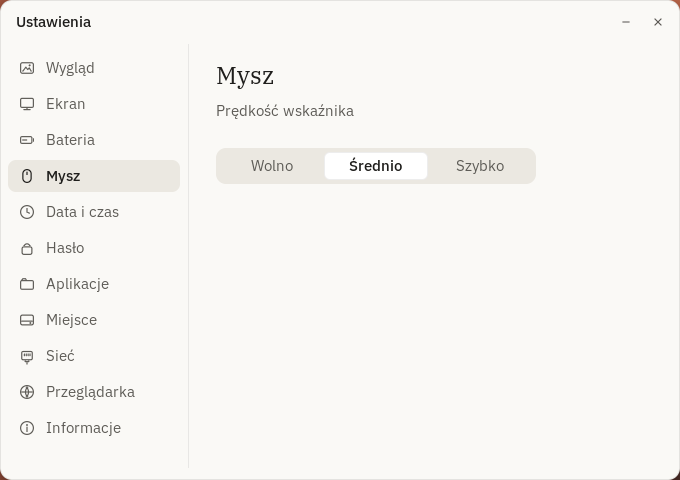 Ustawienia
Wygląd
Ekran
Bateria
Mysz
Data i czas
Hasło
Aplikacje
Miejsce
Sieć
Przeglądarka
Informacje
Mysz
Prędkość wskaźnika
Wolno Średnio Szybko